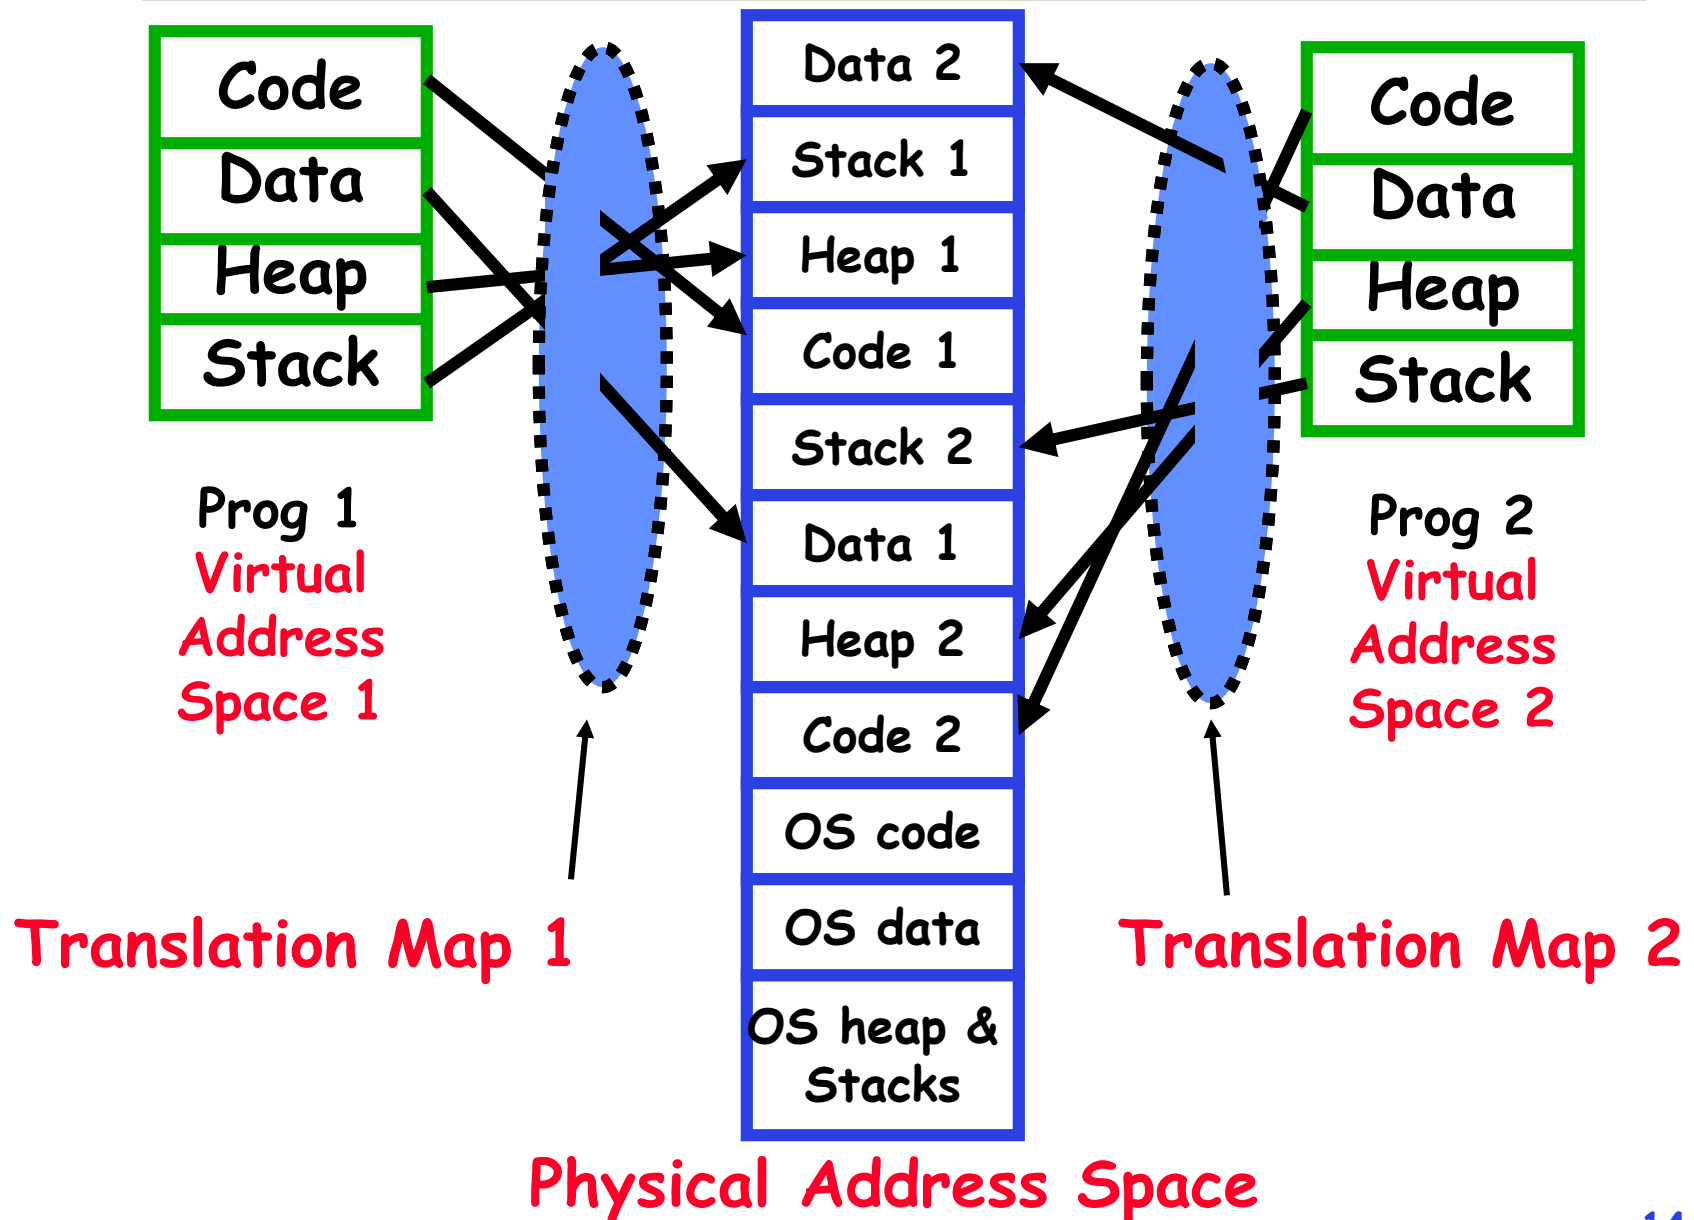 Code
Data
Heap
Stack
Prog 1
Virtual
Address
Space 1
Translation Map 1
Data 2
Stack 1
Heap 1
Code 1
Stack 2
Data 1
Heap 2
Code 2
OS code
OS data
OS heap &
Stacks
Physical Address Space
Code
Data
Heap
Stack
Prog 2
Virtual
Address
Space 2
Translation Map 2